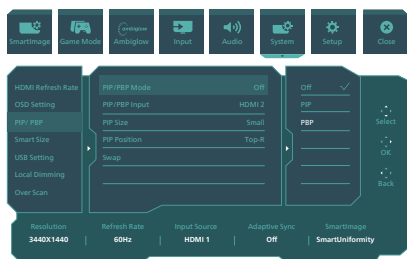 SmartImage Game Mode Ambiglow Input Audio System Setup Close
ambiglow
HDMI Refresh Rate
OSD Setting
PIP/ PBP
Smart Size
USB Setting
Local Dimming
Over Scan
PIP/PBP Mode Off
PIP/PBP Input HDMI 2
PIP Size Small
PIP Position Top-R
Swap
Off
PIP
PBP
Select
OK
Back
Resolution Refresh Rate Input Source Adaptive Sync SmartImage
3440X1440 | 60Hz | HDMI 1 | Off | SmartUniformity